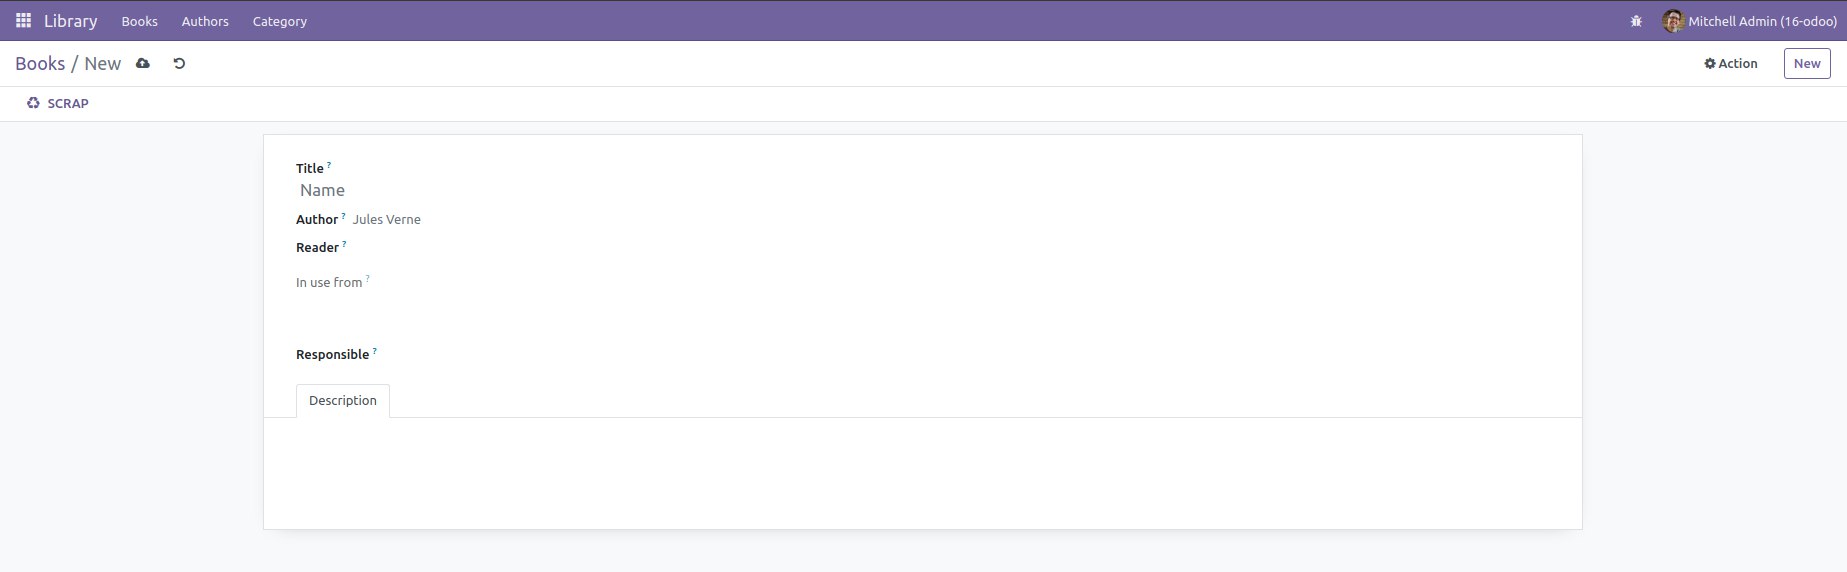 Library Books Authors Category Mitchell Admin (16-odoo)
Books / New Action New
SCRAP
Title ?
Name
Author ? Jules Verne
Reader ?
In use from ?
Responsible ?
Description